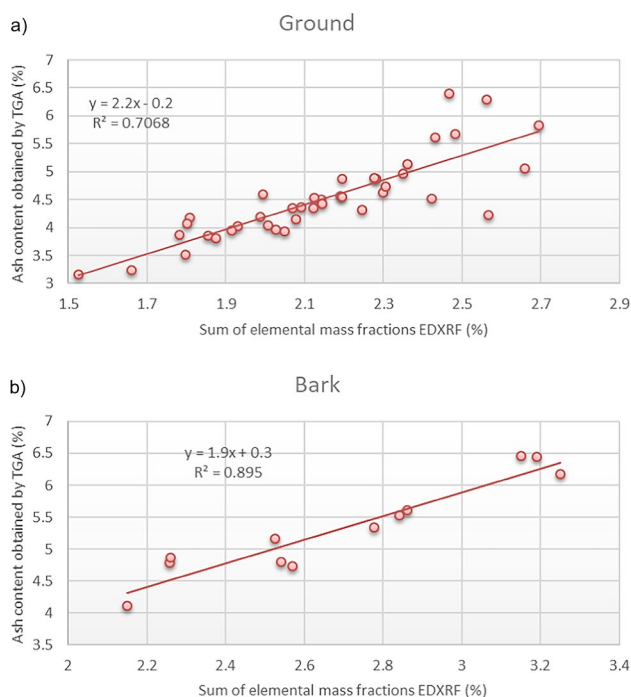 a)
Ground
Ash content obtained by TGA (%)
7
6.5
6
5.5
5
4.5
4
3.5
3
y = 2.2x - 0.2
R² = 0.7068
1.5 1.7 1.9 2.1 2.3 2.5 2.7 2.9
Sum of elemental mass fractions EDXRF (%)
b)
Bark
Ash content obtained by TGA (%)
7
6.5
6
5.5
5
4.5
4
3.5
y = 1.9x + 0.3
R² = 0.895
2 2.2 2.4 2.6 2.8 3 3.2 3.4
Sum of elemental mass fractions EDXRF (%)